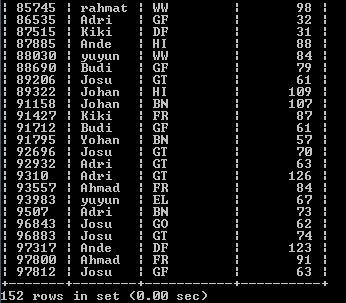 | 85745 | rahmat | WW | 98 |
| 86535 | Adri | GF | 32 |
| 87515 | Kiki | DF | 31 |
| 87885 | Ande | HI | 88 |
| 88030 | yuyun | WW | 84 |
| 88690 | Budi | GF | 79 |
| 89206 | Josu | GT | 61 |
| 89322 | Johan | HI | 109 |
| 91158 | Johan | BN | 107 |
| 91427 | Kiki | FR | 87 |
| 91712 | Budi | GF | 61 |
| 91795 | Yohan | BN | 57 |
| 92696 | Josu | GT | 70 |
| 92932 | Adri | GT | 63 |
| 9310 | Adri | GT | 126 |
| 93557 | Ahmad | FR | 84 |
| 93983 | yuyun | EL | 67 |
| 9507 | Adri | BN | 73 |
| 96843 | Josu | GO | 62 |
| 96883 | Josu | GT | 74 |
| 97317 | Ande | DF | 123 |
| 97800 | Ahmad | FR | 91 |
| 97812 | Josu | GF | 63 |
152 rows in set (0.00 sec)